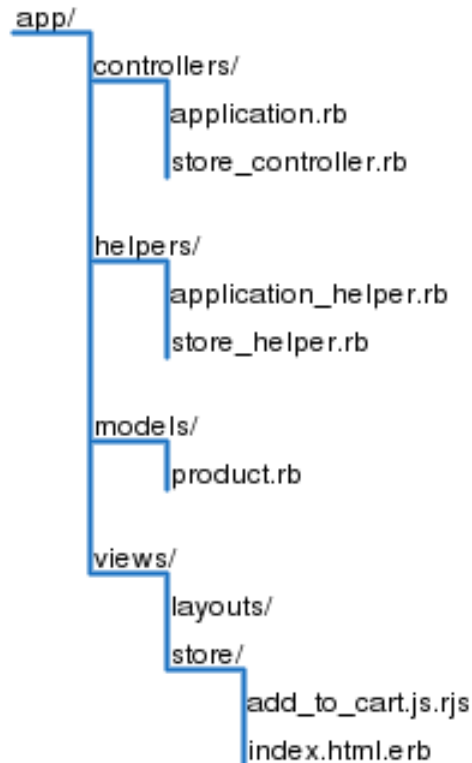 app/
controllers/
application.rb
store_controller.rb
helpers/
application_helper.rb
store_helper.rb
models/
product.rb
views/
layouts/
store/
add_to_cart.js.rjs
index.html.erb